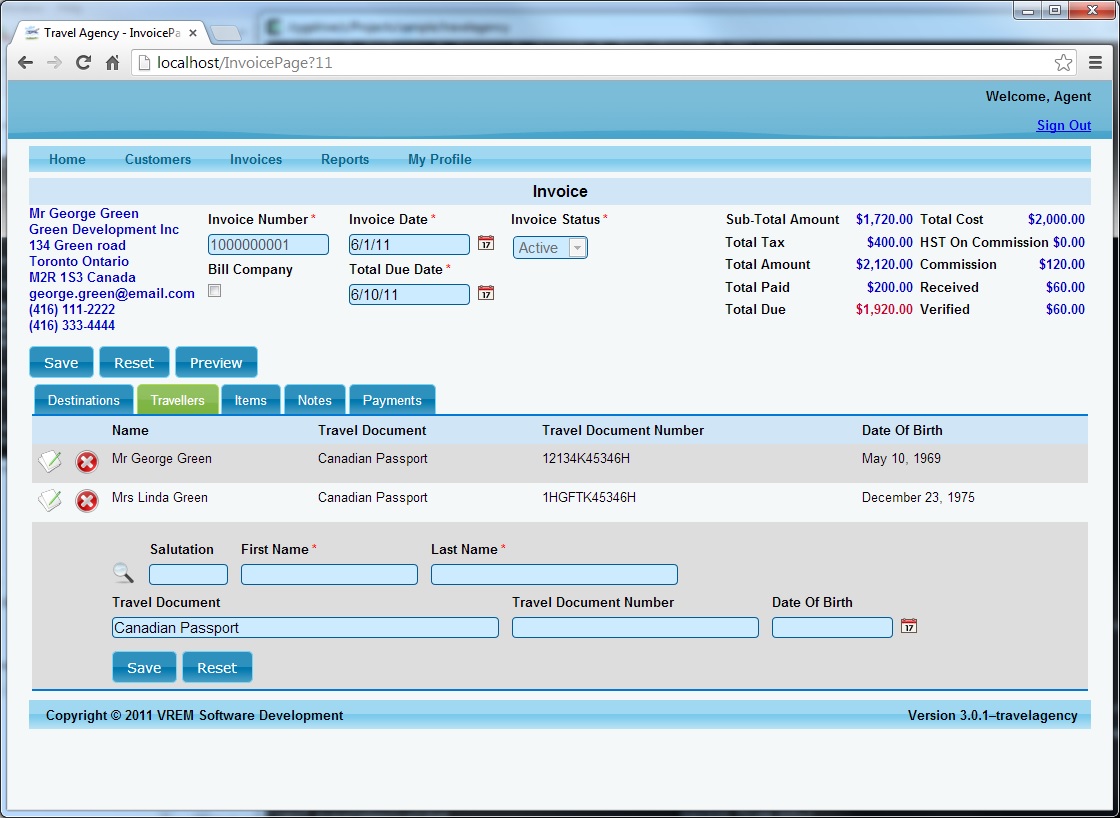 Travel Agency - InvoicePa
localhost/InvoicePage?11
Welcome, Agent
Sign Out
Home Customers Invoices Reports My Profile
Invoice
Mr George Green
Green Development Inc
134 Green road
Toronto Ontario
M2R 1S3 Canada
george.green@email.com
(416) 111-2222
(416) 333-4444
Invoice Number * Invoice Date * Invoice Status *
1000000001 6/1/11 17 Active
Bill Company Total Due Date *
6/10/11 17
Sub-Total Amount $1,720.00 Total Cost $2,000.00
Total Tax $400.00 HST On Commission $0.00
Total Amount $2,120.00 Commission $120.00
Total Paid $200.00 Received $60.00
Total Due $1,920.00 Verified $60.00
Save Reset Preview
Destinations Travellers Items Notes Payments
Name Travel Document Travel Document Number Date Of Birth
Mr George Green Canadian Passport 12134K45346H May 10, 1969
Mrs Linda Green Canadian Passport 1HGFTK45346H December 23, 1975
Salutation First Name * Last Name *
Travel Document Travel Document Number Date Of Birth
Canadian Passport 17
Save Reset
Copyright © 2011 VREM Software Development Version 3.0.1–travelagency